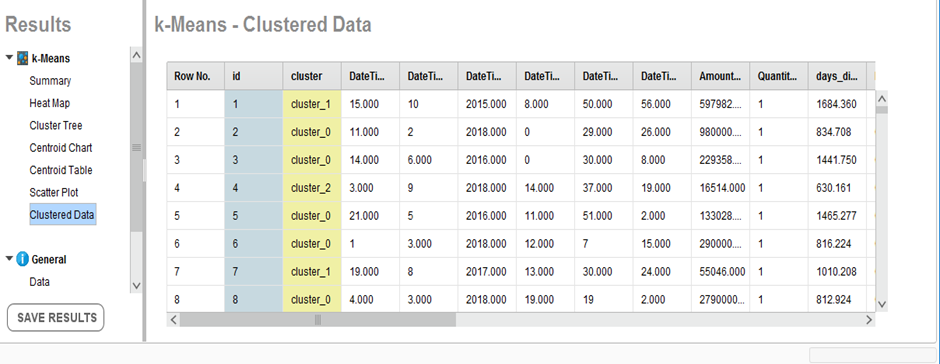 Results
k-Means
Summary
Heat Map
Cluster Tree
Centroid Chart
Centroid Table
Scatter Plot
Clustered Data
General
Data
SAVE RESULTS
k-Means - Clustered Data
Row No. id cluster DateTi... DateTi... DateTi... DateTi... DateTi... DateTi... Amount... Quantit... days_di...
1 1 cluster_1 15.000 10 2015.000 8.000 50.000 56.000 597982.... 1 1684.360
2 2 cluster_0 11.000 2 2018.000 0 29.000 26.000 980000.... 1 834.708
3 3 cluster_0 14.000 6.000 2016.000 0 30.000 8.000 229358.... 1 1441.750
4 4 cluster_2 3.000 9 2018.000 14.000 37.000 19.000 16514.000 1 630.161
5 5 cluster_0 21.000 5 2016.000 11.000 51.000 2.000 133028.... 1 1465.277
6 6 cluster_0 1 3.000 2018.000 12.000 7 15.000 290000.... 1 816.224
7 7 cluster_1 19.000 8 2017.000 13.000 30.000 24.000 55046.000 1 1010.208
8 8 cluster_0 4.000 3.000 2018.000 19.000 19 2.000 2790000.... 1 812.924